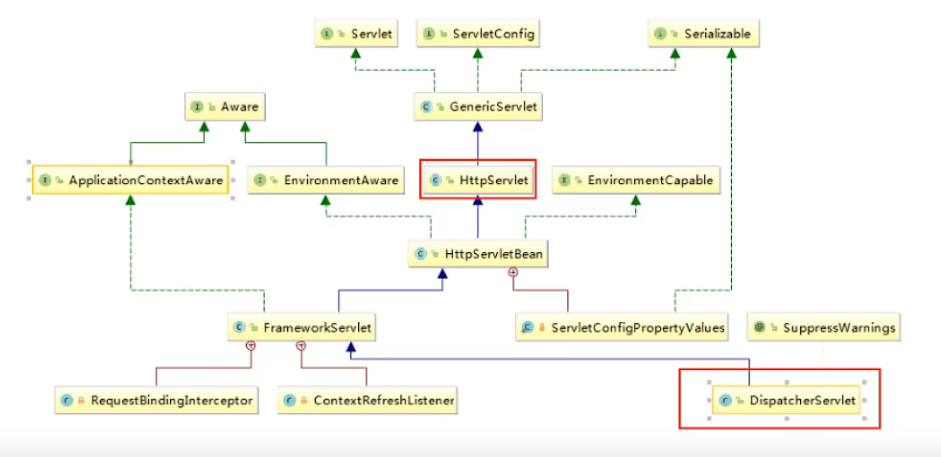 Servlet
ServletConfig
Serializable
Aware
GenericServlet
ApplicationContextAware
EnvironmentAware
HttpServlet
EnvironmentCapable
HttpServletBean
FrameworkServlet
ServletConfigPropertyValues
SuppressWarnings
RequestBindingInterceptor
ContextRefreshListener
DispatcherServlet